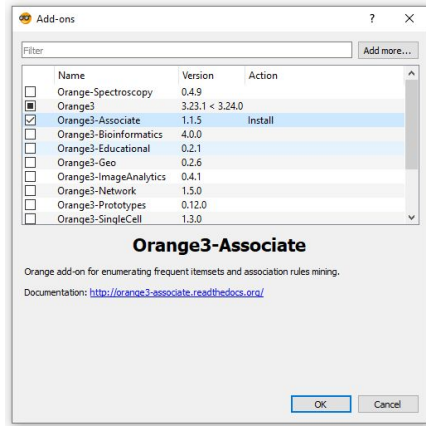 Add-ons ? ×
Filter Add more...
Name Version Action
Orange-Spectroscopy 0.4.9
Orange3 3.23.1 < 3.24.0
Orange3-Associate 1.1.5 Install
Orange3-Bioinformatics 4.0.0
Orange3-Educational 0.2.1
Orange3-Geo 0.2.6
Orange3-ImageAnalytics 0.4.1
Orange3-Network 1.5.0
Orange3-Prototypes 0.12.0
Orange3-SingleCell 1.3.0
Orange3-Associate
Orange add-on for enumerating frequent itemsets and association rules mining.
Documentation: http://orange3-associate.readthedocs.org/
OK Cancel